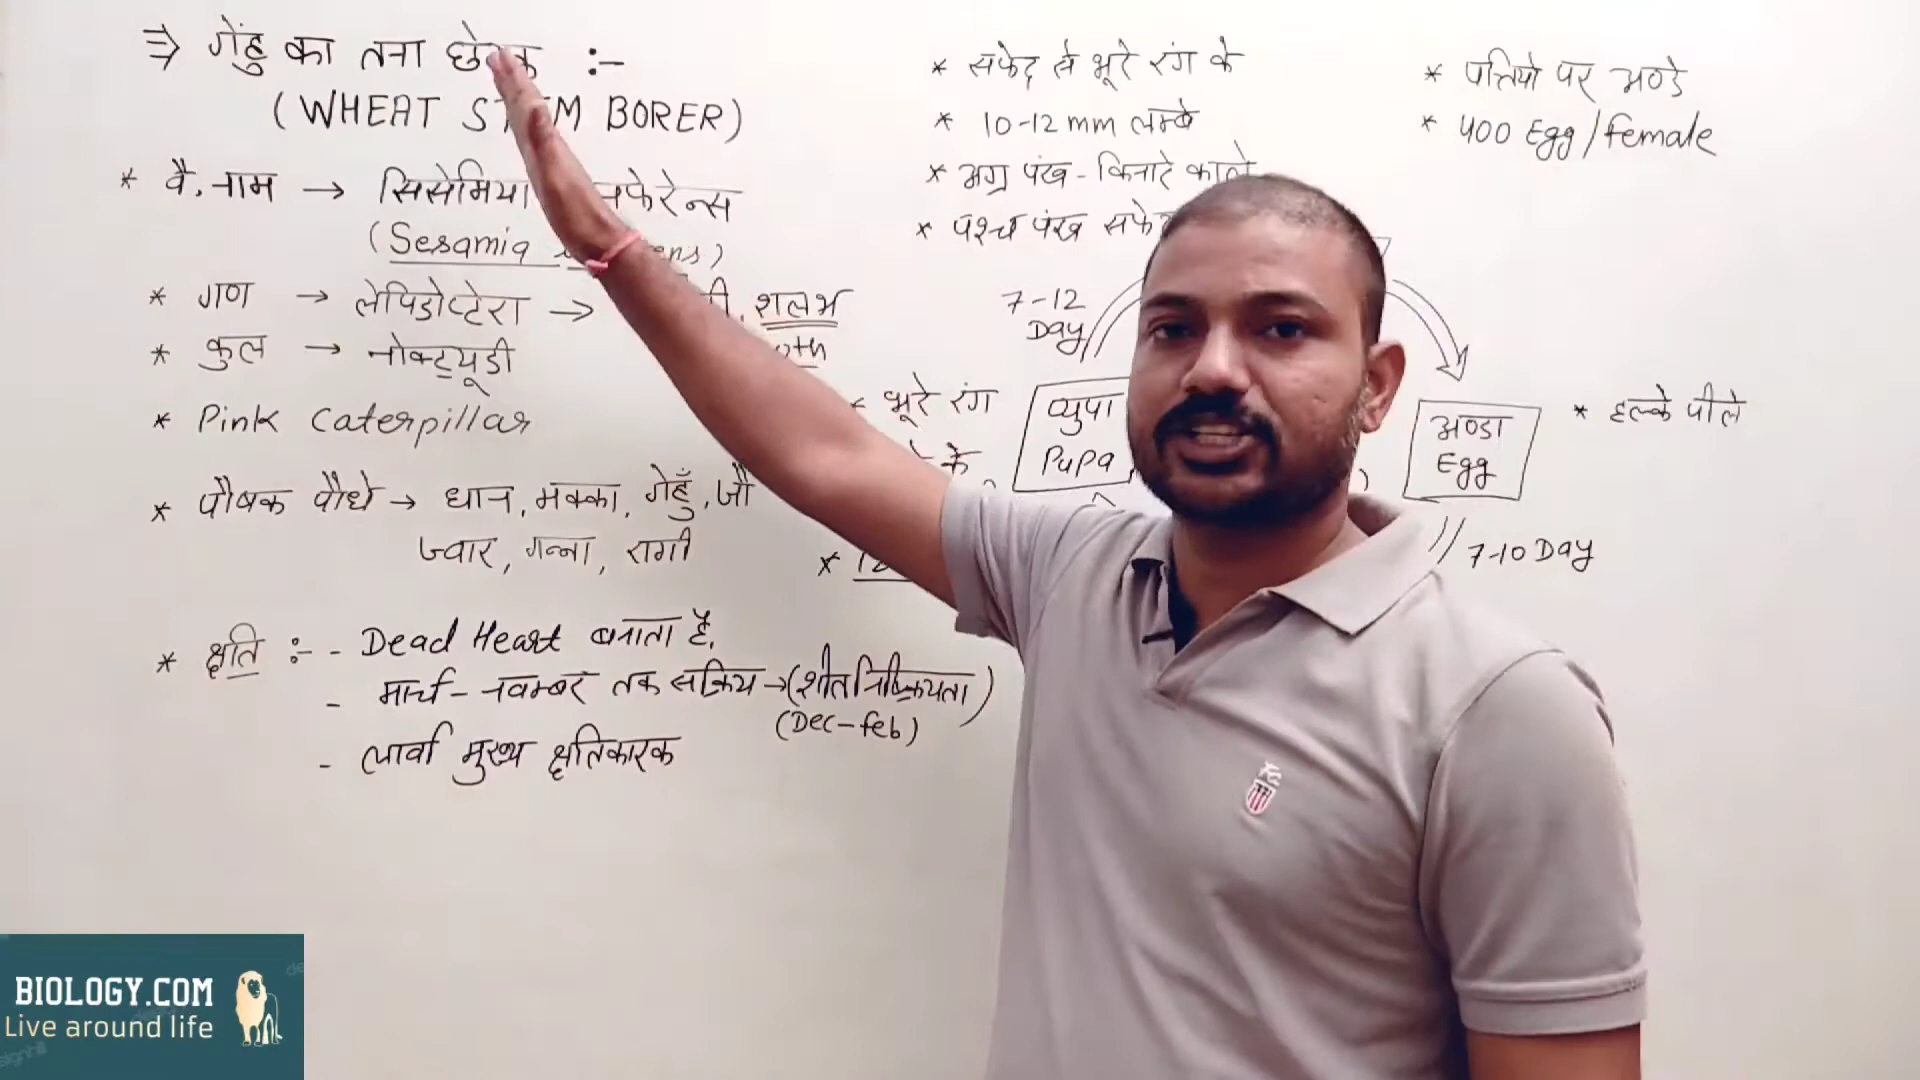 ⇒ गेंहु का तना :-
(WHEAT STEM BORER)
* वै. नाम → सिसेमिया
(Sesamia
* गण → लेपिडोप्टेरा → शलभ
* कुल → नोक्ट्यूडी
* Pink Caterpillar
* पौषक पौधे → धान, मक्का, गेहूँ, जौ
ज्वार, गन्ना, रागी
* क्षति :- - Dead Heart बनाता है.
- मार्च - नवम्बर तक सक्रिय → (शीतनिष्क्रियता)
(Dec-feb)
- लार्वा मुख्य क्षतिकारक
* सफेद से भूरे रंग के
* 10-12 mm लम्बे
* अग्र पंख - किनारे काले
* पश्च पंख
7-12
Day
भूरे रंग
के
प्युपा
Pupa
* पत्तियो पर अण्डे
* 400 Egg/female
अण्डा
Egg
* हल्के पीले
7-10 Day
BIOLOGY.COM
Live around life